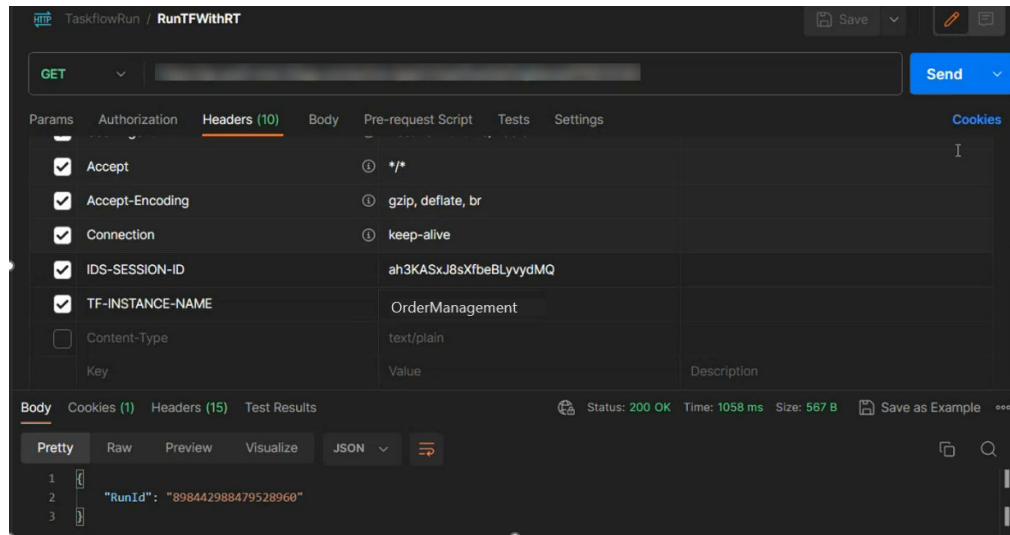 HTTP TaskflowRun / RunTFWithRT Save
GET Send
Params Authorization Headers (10) Body Pre-request Script Tests Settings Cookies
Accept */*
Accept-Encoding gzip, deflate, br
Connection keep-alive
IDS-SESSION-ID ah3KASxJ8sXfbeBLyvydMQ
TF-INSTANCE-NAME OrderManagement
Content-Type text/plain
Key Value Description
Body Cookies (1) Headers (15) Test Results Status: 200 OK Time: 1058 ms Size: 567 B Save as Example
Pretty Raw Preview Visualize JSON
1 {
2 "RunId": "898442988479528960"
3 }